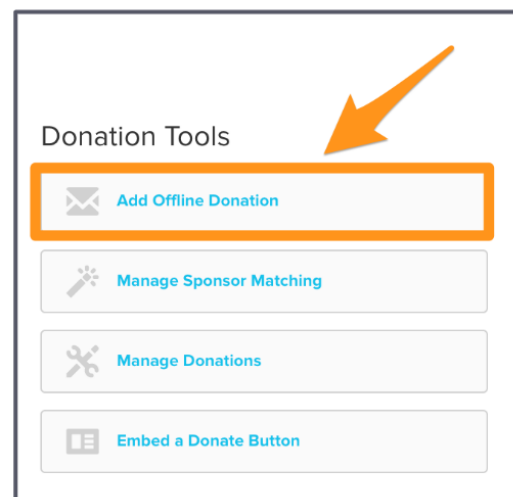 Donation Tools
Add Offline Donation
Manage Sponsor Matching
Manage Donations
Embed a Donate Button